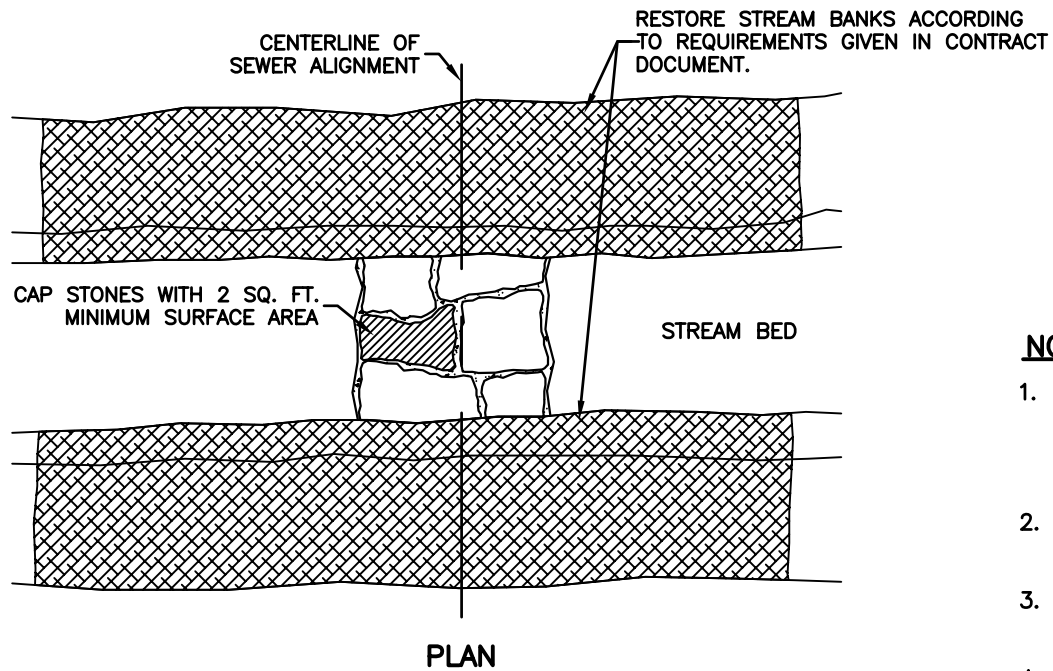 CENTERLINE OF
SEWER ALIGNMENT
RESTORE STREAM BANKS ACCORDING
TO REQUIREMENTS GIVEN IN CONTRACT
DOCUMENT.
CAP STONES WITH 2 SQ. FT.
MINIMUM SURFACE AREA
STREAM BED
1.
2.
3.
PLAN